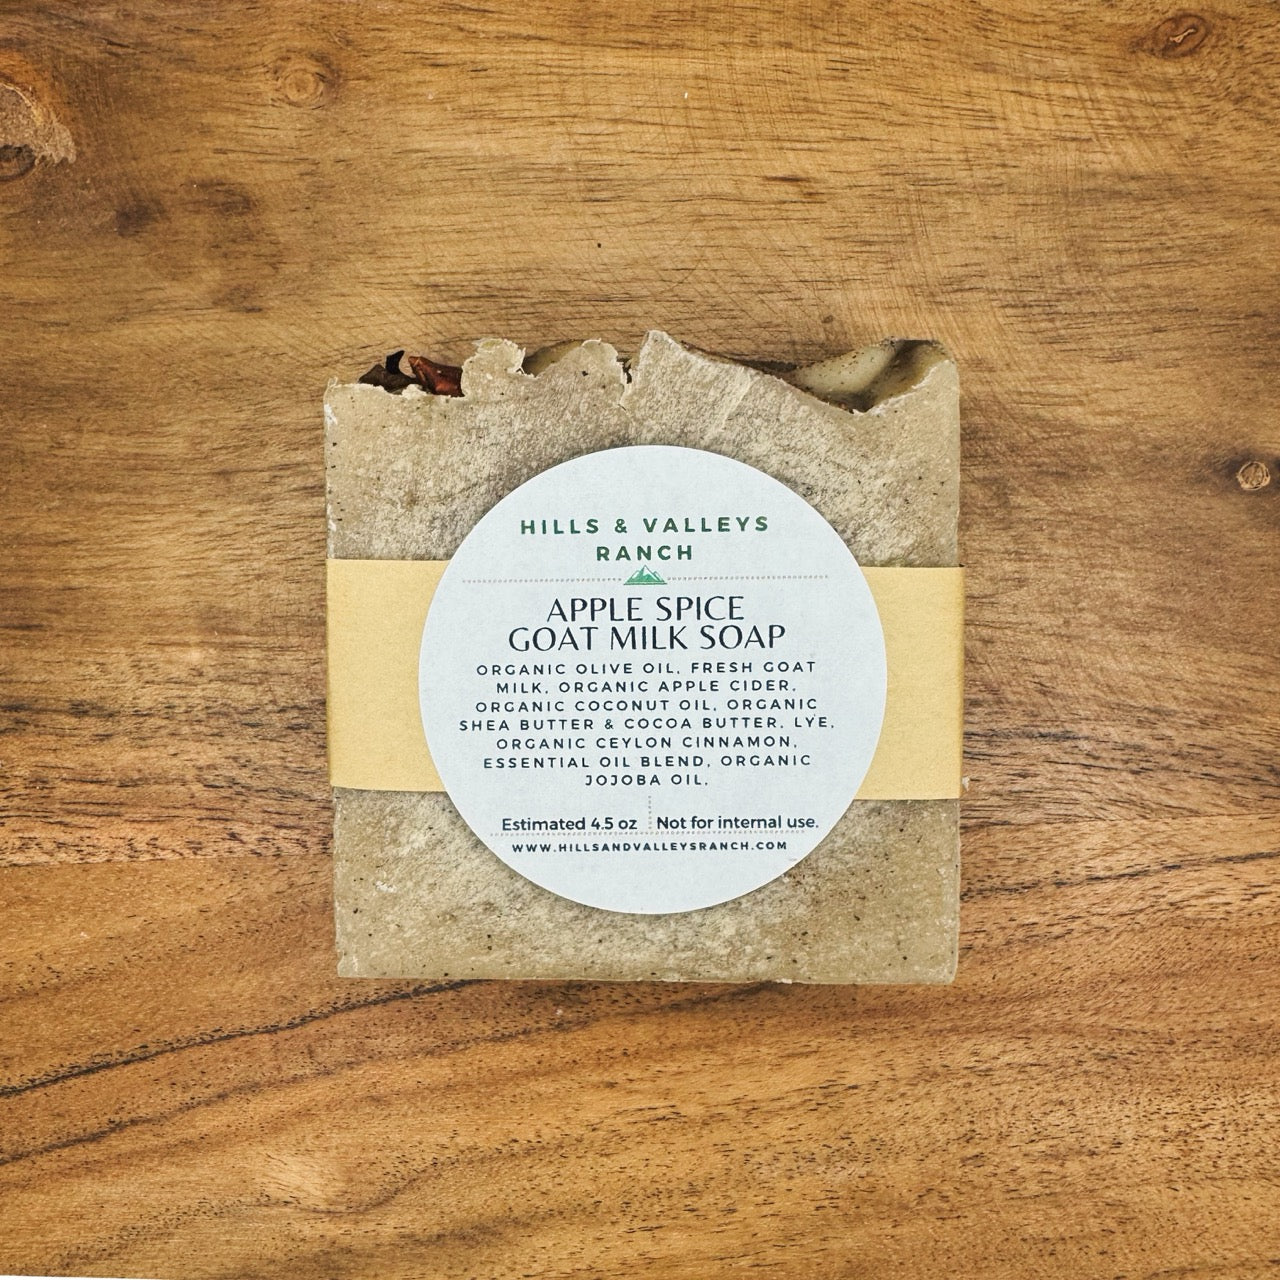 HILLS & VALLEYS
RANCH
APPLE SPICE
GOAT MILK SOAP
ORGANIC OLIVE OIL, FRESH GOAT
MILK, ORGANIC APPLE CIDER,
ORGANIC COCONUT OIL, ORGANIC
SHEA BUTTER & COCOA BUTTER, LYE,
ORGANIC CEYLON CINNAMON,
ESSENTIAL OIL BLEND, ORGANIC
JOJOBA OIL.
Estimated 4.5 oz Not for internal use.
WWW.HILLSANDVALLEYSRANCH.COM